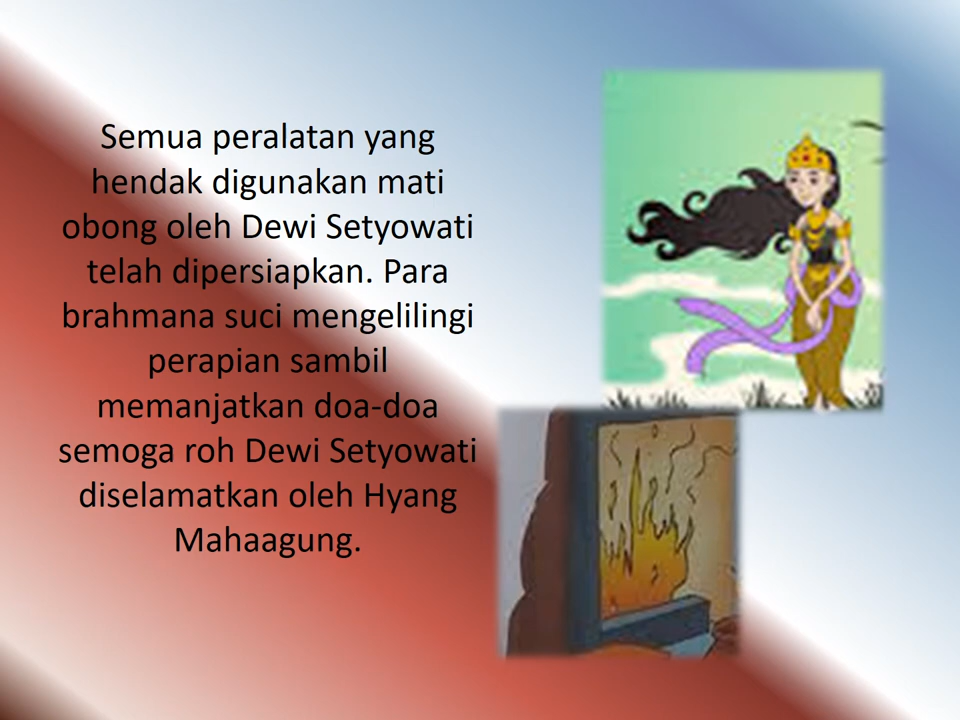 Semua peralatan yang
hendak digunakan mati
obong oleh Dewi Setyowati
telah dipersiapkan. Para
brahmana suci mengelilingi
perapian sambil
memanjatkan doa-doa
semoga roh Dewi Setyowati
diselamatkan oleh Hyang
Mahaagung.